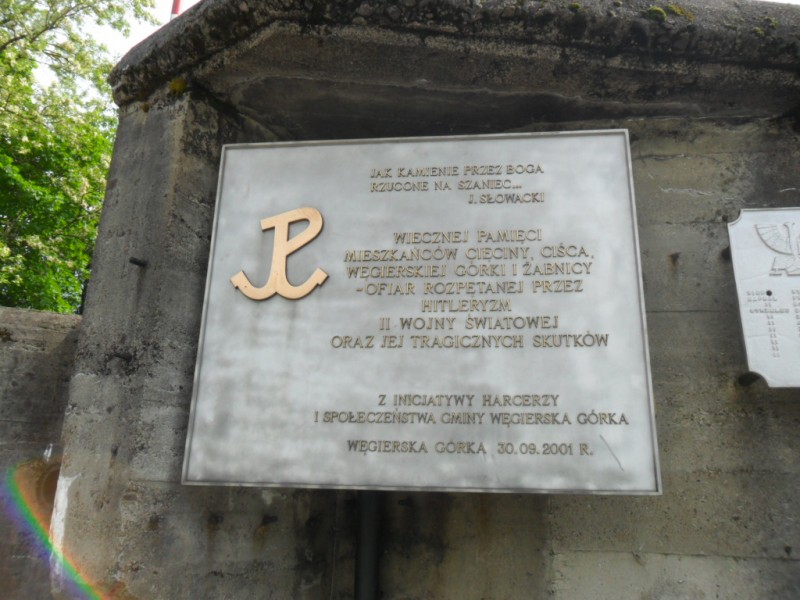 JAK KAMIENIE PRZEZ BOGA
RZUCONE NA SZANIEC...
J. SŁOWACKI
WIECZNEJ PAMIĘCI
MIESZKAŃCÓW CIĘCINY, CIŚCA,
WĘGIERSKIEJ GÓRKI I ŻABNICY
-OFIAR ROZPĘTANEJ PRZEZ
HITLERYZM
II WOJNY ŚWIATOWEJ
ORAZ JEJ TRAGICZNYCH SKUTKÓW
Z INICJATYWY HARCERZY
I SPOŁECZEŃSTWA GMINY WĘGIERSKA GÓRKA
WĘGIERSKA GÓRKA 30.09.2001 R.